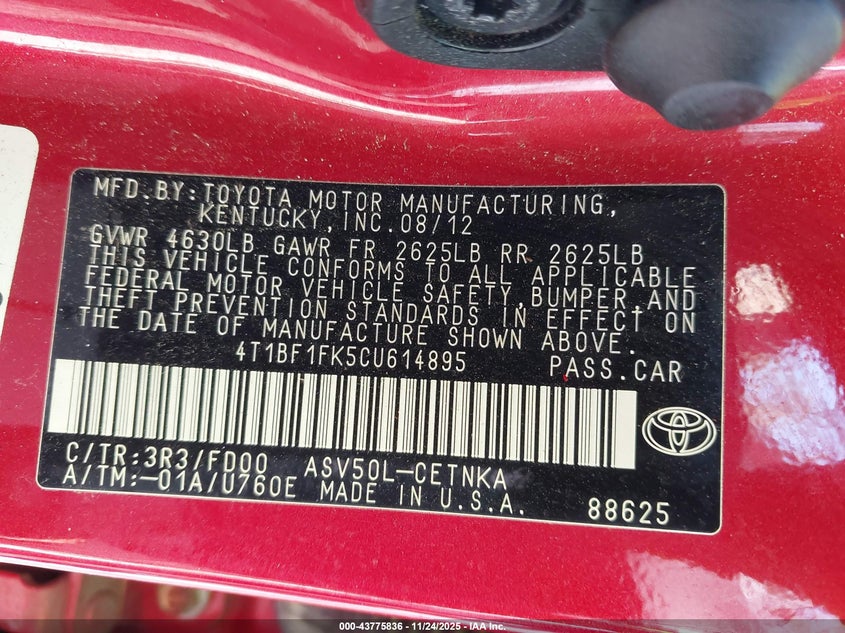 MFD.BY:TOYOTA MOTOR MANUFACTURING,
KENTUCKY,INC.08/12
GVWR 4630LB GAWR FR 2625LB RR 2625LB
THIS VEHICLE CONFORMS TO ALL APPLICABLE
FEDERAL MOTOR VEHICLE SAFETY,BUMPER,AND
THEFT PREVENTION STANDARDS IN EFFECT ON
THE DATE OF MANUFACTURE SHOWN ABOVE.
4T1BF1FK5CU614895 PASS.CAR
C/TR:3R3/FD00 ASV50L-CETNKA
A/TM:-01A/U760E MADE IN U.S.A. 88625
000-43775836 - 11/24/2025 - IAA Inc.